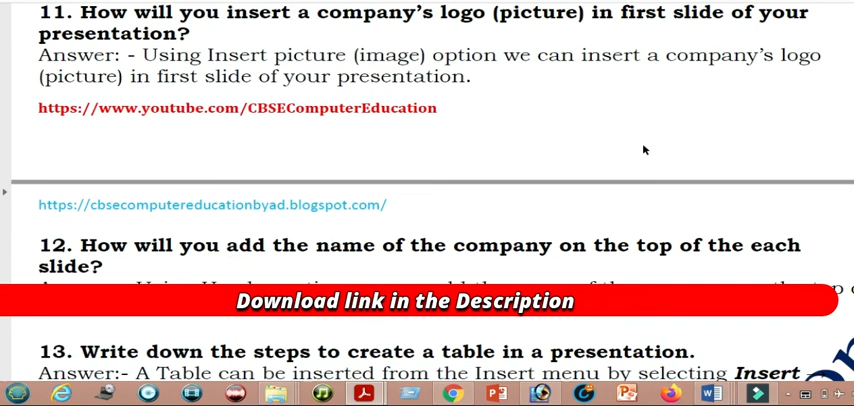 11. How will you insert a company's logo (picture) in first slide of your
presentation?
Answer: - Using Insert picture (image) option we can insert a company's logo
(picture) in first slide of your presentation.
https://www.youtube.com/CBSEComputerEducation
https://cbsecomputereducationbyad.blogspot.com/
12. How will you add the name of the company on the top of the each
slide?
Download link in the Description
13. Write down the steps to create a table in a presentation.
Answer:- A Table can be inserted from the Insert menu by selecting Insert –